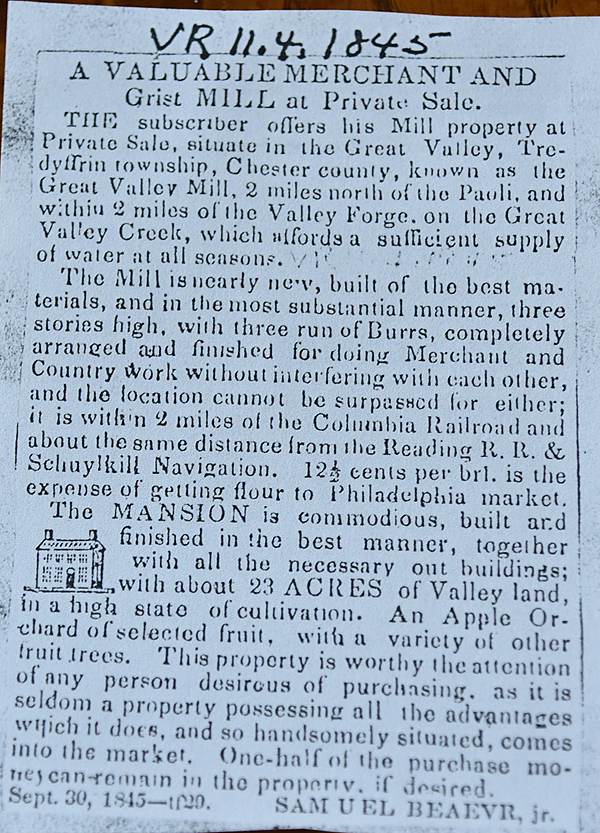 VR 11.4.1845
A VALUABLE MERCHANT AND
Grist MILL at Private Sale.
THE subscriber offers his Mill property at
Private Sale, situate in the Great Valley, Tre-
dyffrin township, Chester county, known as the
Great Valley Mill, 2 miles north of the Paoli, and
within 2 miles of the Valley Forge, on the Great
Valley Creek, which affords a sufficient supply
of water at all seasons.
The Mill is nearly new, built of the best ma-
terials, and in the most substantial manner, three
stories high, with three run of Burrs, completely
arranged and finished for doing Merchant and
Country Work without interfering with each other,
and the location cannot be surpassed for either;
it is within 2 miles of the Columbia Railroad and
about the same distance from the Reading R. R. &
Schuylkill Navigation. 12½ cents per brl. is the
expense of getting flour to Philadelphia market.
The MANSION is commodious, built and
finished in the best manner, together
with all the necessary out buildings;
with about 23 ACRES of Valley land,
in a high state of cultivation. An Apple Or-
chard of selected fruit, with a variety of other
fruit trees. This property is worthy the attention
of any person desirous of purchasing, as it is
seldom a property possessing all the advantages
which it does, and so handsomely situated, comes
into the market. One-half of the purchase mo-
ney can remain in the property, if desired.
Sept. 30, 1845—tf29. SAMUEL BEAEVR, jr.